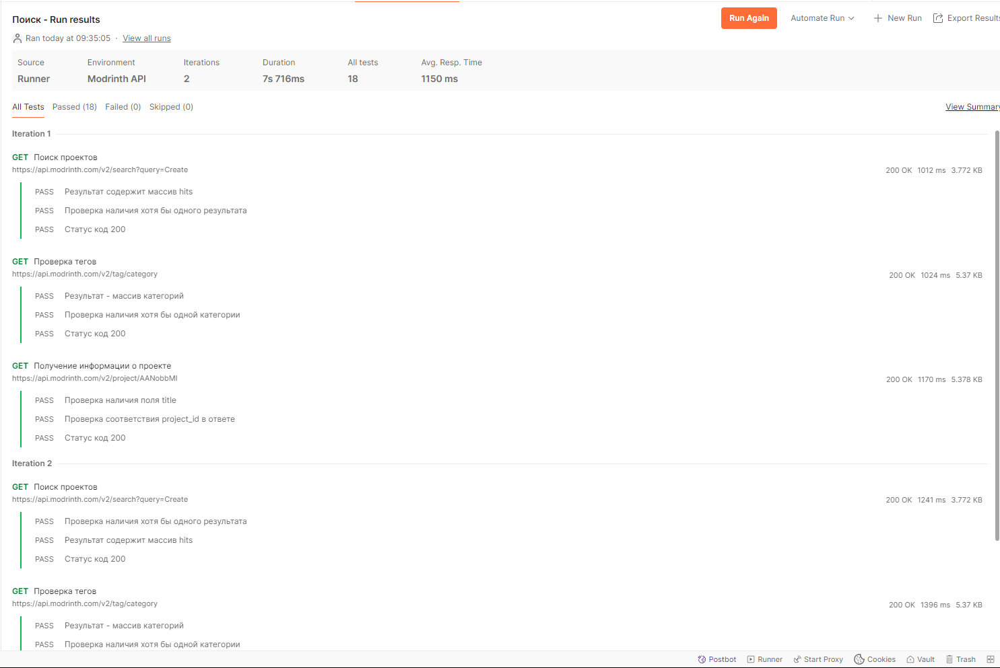 Поиск - Run results
Run Again
Automate Run
New Run
Export Results
Ran today at 09:35:05 · View all runs
Source Environment Iterations Duration All tests Avg. Resp. Time
Runner Modrinth API 2 7s 716ms 18 1150 ms
All Tests Passed (18) Failed (0) Skipped (0) View Summary
Iteration 1
GET Поиск проектов
https://api.modrinth.com/v2/search?query=Create 200 OK 1012 ms 3.772 KB
PASS Результат содержит массив hits
PASS Проверка наличия хотя бы одного результата
PASS Статус код 200
GET Проверка тегов
https://api.modrinth.com/v2/tag/category 200 OK 1024 ms 5.37 KB
PASS Результат - массив категорий
PASS Проверка наличия хотя бы одной категории
PASS Статус код 200
GET Получение информации о проекте
https://api.modrinth.com/v2/project/AANobbMI 200 OK 1170 ms 5.378 KB
PASS Проверка наличия поля title
PASS Проверка соответствия project_id в ответе
PASS Статус код 200
Iteration 2
GET Поиск проектов
https://api.modrinth.com/v2/search?query=Create 200 OK 1241 ms 3.772 KB
PASS Проверка наличия хотя бы одного результата
PASS Результат содержит массив hits
PASS Статус код 200
GET Проверка тегов
https://api.modrinth.com/v2/tag/category 200 OK 1396 ms 5.37 KB
PASS Результат - массив категорий
PASS Проверка наличия хотя бы одной категории
Postbot Runner Start Proxy Cookies Vault Trash